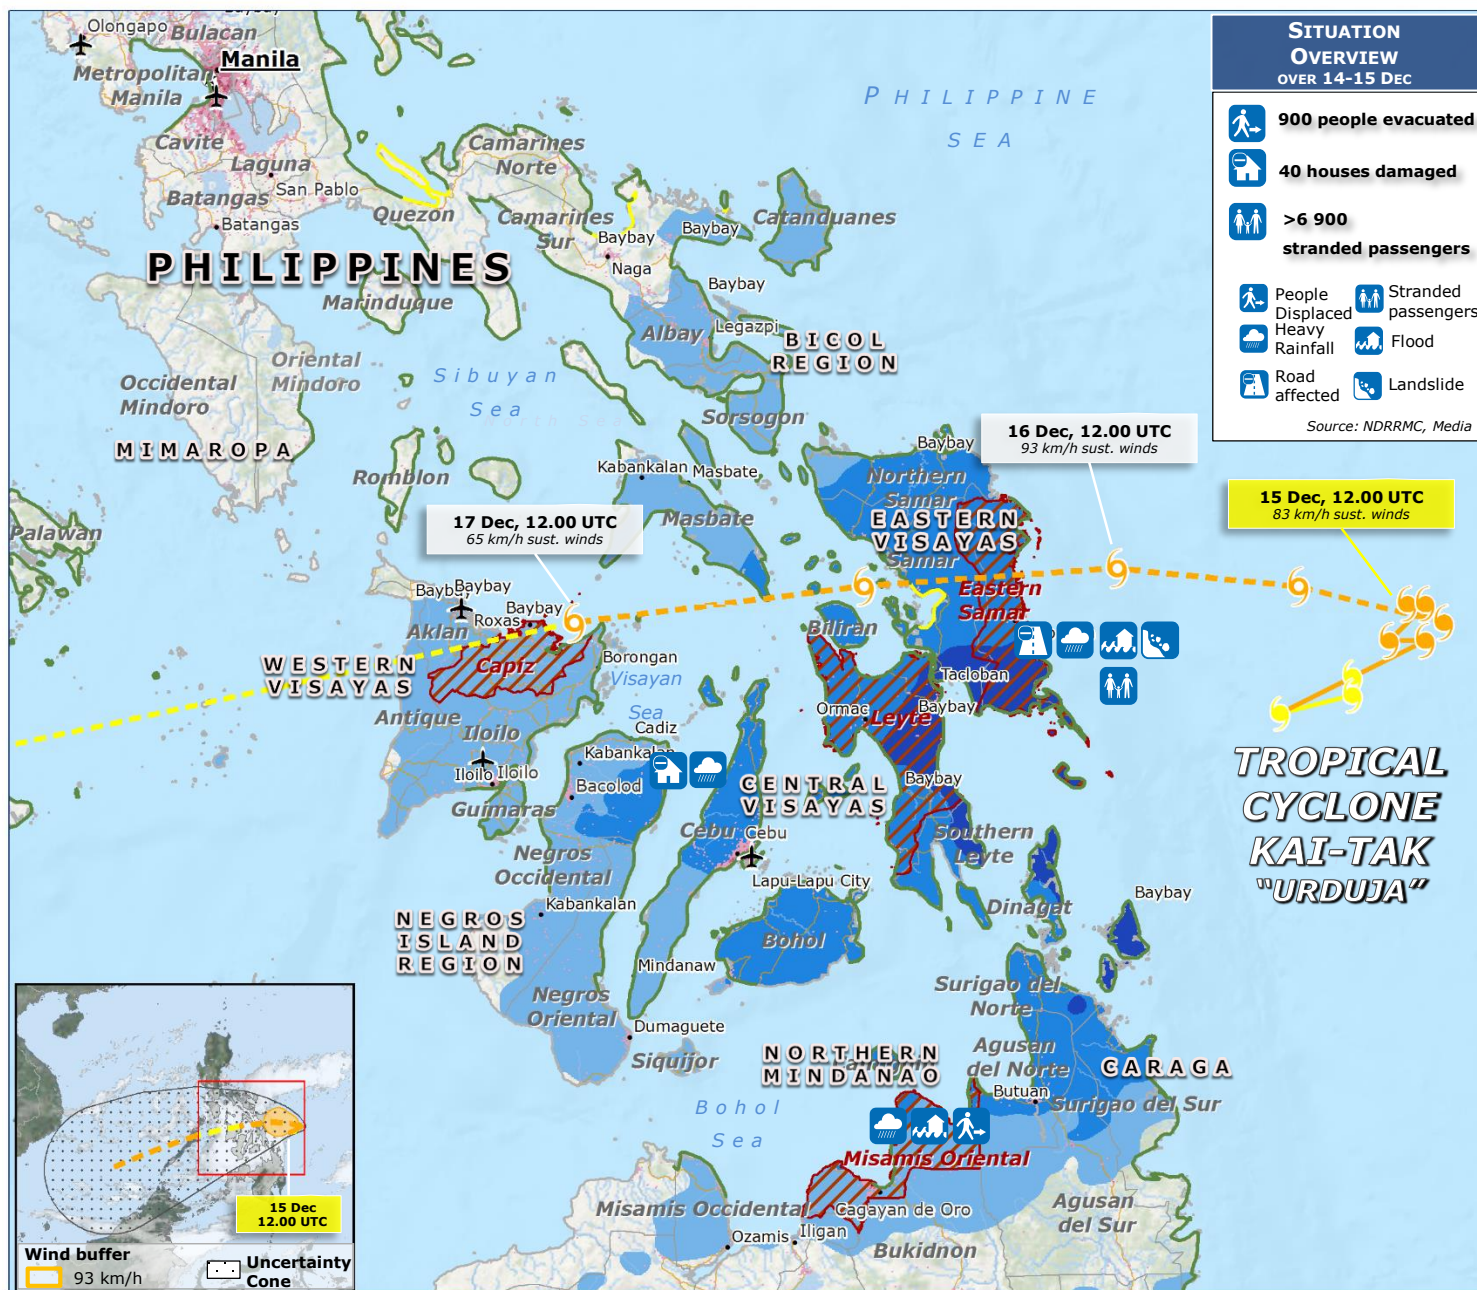 Olongapo
Bulacan
Manila
Metropolitan
Manila
Cavite
Laguna
San Pablo
Batangas
Batangas
Quezon
Camarines
Norte
Camarines
Sur
Baybay
Naga
Baybay
Catanduanes
PHILIPPINE
SEA
PHILIPPINES
Marinduque
Baybay
Legazpi
Albay
BICOL
REGION
Oriental
Mindoro
Occidental
Mindoro
MIMAROPA
Sibuyan
Sea
Sorsogon
Romblon
Palawan
Kabankalan
Masbate
Masbate
Baybay
Northern
Samar
EASTERN
VISAYAS
Samar
Eastern
Samar
SITUATION
OVERVIEW
OVER 14-15 DEC
900 people evacuated
40 houses damaged
>6 900
stranded passengers
People
Displaced
Stranded
passengers
Heavy
Rainfall
Flood
Road
affected
Landslide
Source: NDRRMC, Media
16 Dec, 12.00 UTC
93 km/h sust. winds
15 Dec, 12.00 UTC
83 km/h sust. winds
17 Dec, 12.00 UTC
65 km/h sust. winds
Baybay
Baybay
Baybay
Roxas
Aklan
Capiz
WESTERN
VISAYAS
Borongan
Visayan
Sea
Antique
Iloilo
Iloilo
Iloilo
Guimaras
Cadiz
Kabankalan
Bacolod
Biliran
Tacloban
Ormac
Leyte
Baybay
Baybay
CENTRAL
VISAYAS
Cebu
Cebu
Southern
Leyte
Negros
Occidental
Lapu-Lapu City
Kabankalan
NEGROS
ISLAND
REGION
Bohol
Dinagat
Baybay
TROPICAL
CYCLONE
KAI-TAK
"URDUJA"
Mindanaw
Negros
Oriental
Dumaguete
Siquijor
Surigao del
Norte
NORTHERN
MINDANAO
Agusan
del Norte
CARAGA
Butuan
Surigao del Sur
Bohol
Sea
Misamis Oriental
Misamis Occidental
Cagayan de Oro
Iligan
Ozamis
Bukidnon
Agusan
del Sur
15 Dec
12.00 UTC
Wind buffer
93 km/h
Uncertainty
Cone